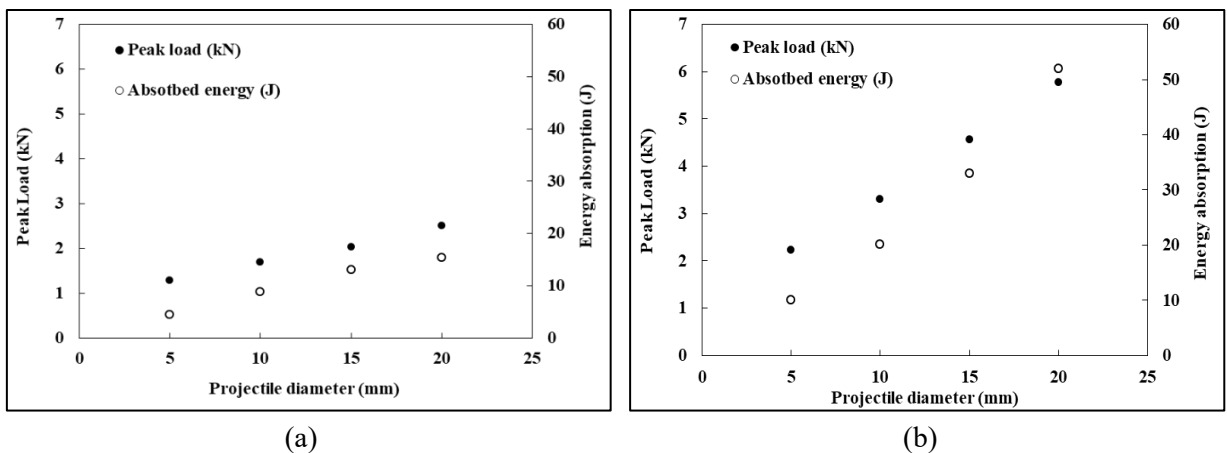 7
6
5
4
3
2
1
0
Peak Load (kN)
Peak load (kN)
Absotbed energy (J)
60
50
40
30
20
10
0
Energy absorption (J)
0 5 10 15 20 25
Projectile diameter (mm)
(a)
7
6
5
4
3
2
1
0
Peak Load (kN)
Peak load (kN)
Absotbed energy (J)
60
50
40
30
20
10
0
Energy absorption (J)
0 5 10 15 20 25
Projectile diameter (mm)
(b)